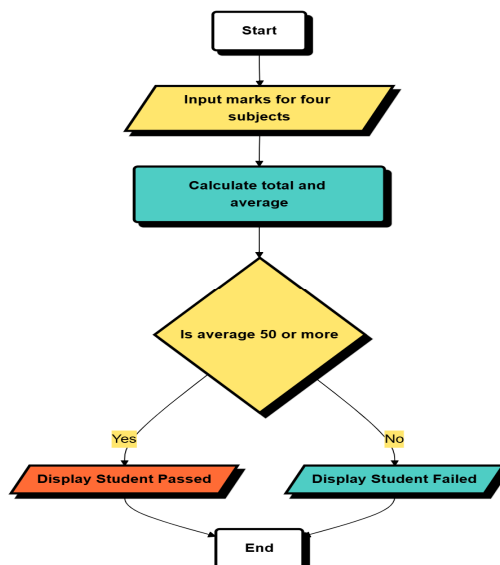 Start
Input marks for four
subjects
Calculate total and
average
Is average 50 or more
Yes
No
Display Student Passed
Display Student Failed
End